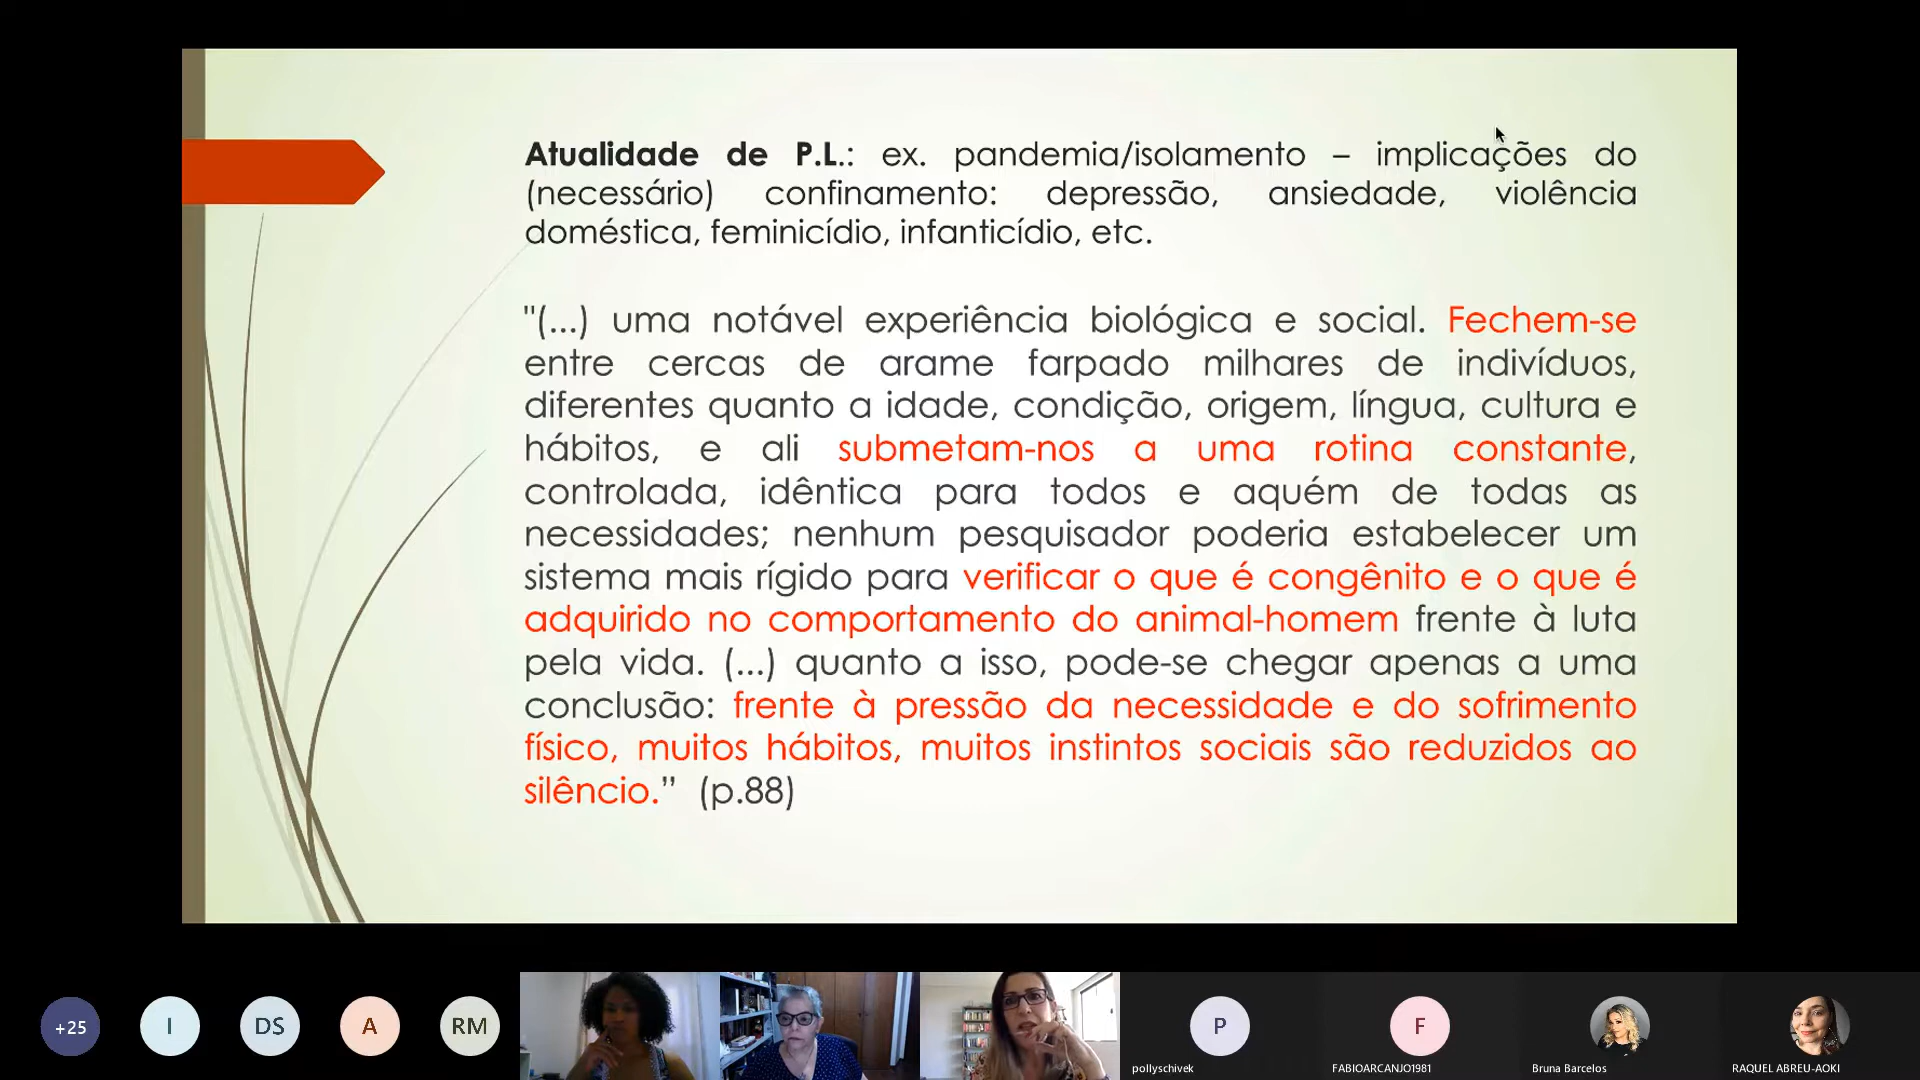 Atualidade de P.L.: ex. pandemia/isolamento – implicações do
(necessário) confinamento: depressão, ansiedade, violência
doméstica, feminicídio, infanticídio, etc.
"(...) uma notável experiência biológica e social. Fechem-se
entre cercas de arame farpado milhares de indivíduos,
diferentes quanto a idade, condição, origem, língua, cultura e
hábitos, e ali submetam-nos a uma rotina constante,
controlada, idêntica para todos e aquém de todas as
necessidades; nenhum pesquisador poderia estabelecer um
sistema mais rígido para verificar o que é congênito e o que é
adquirido no comportamento do animal-homem frente à luta
pela vida. (...) quanto a isso, pode-se chegar apenas a uma
conclusão: frente à pressão da necessidade e do sofrimento
físico, muitos hábitos, muitos instintos sociais são reduzidos ao
silêncio.” (p.88)
+25
I
DS
A
RM
P
F
pollyschivek
FABIOARCANJO1981
Bruna Barcelos
RAQUEL ABREU-AOKI